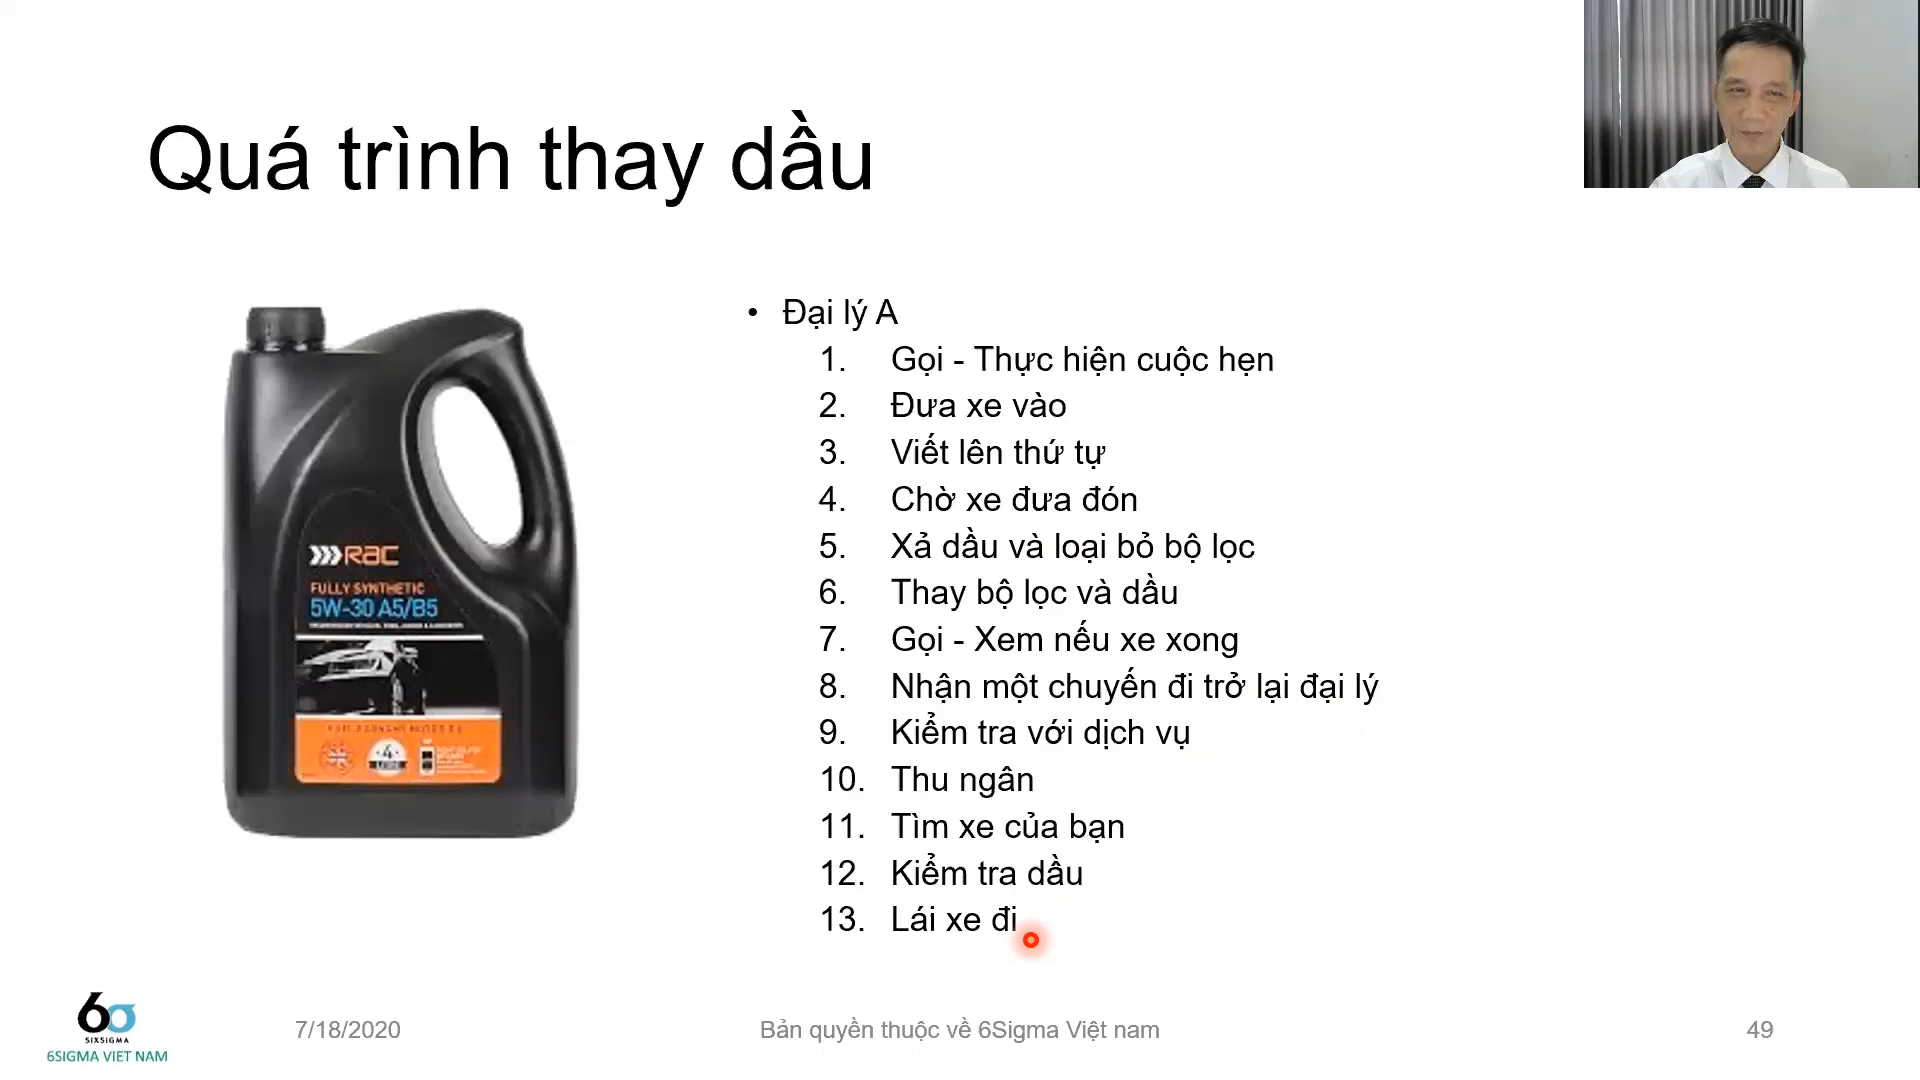 Quá trình thay dầu
RAC
FULLY SYNTHETIC
5W-30 A5/B5
4
• Đại lý A
1. Gọi - Thực hiện cuộc hẹn
2. Đưa xe vào
3. Viết lên thứ tự
4. Chờ xe đưa đón
5. Xả dầu và loại bỏ bộ lọc
6. Thay bộ lọc và dầu
7. Gọi - Xem nếu xe xong
8. Nhận một chuyến đi trở lại đại lý
9. Kiểm tra với dịch vụ
10. Thu ngân
11. Tìm xe của bạn
12. Kiểm tra dầu
13. Lái xe đi
6σ
SIXSIGMA
6SIGMA VIET NAM
7/18/2020
Bản quyền thuộc về 6Sigma Việt nam
49